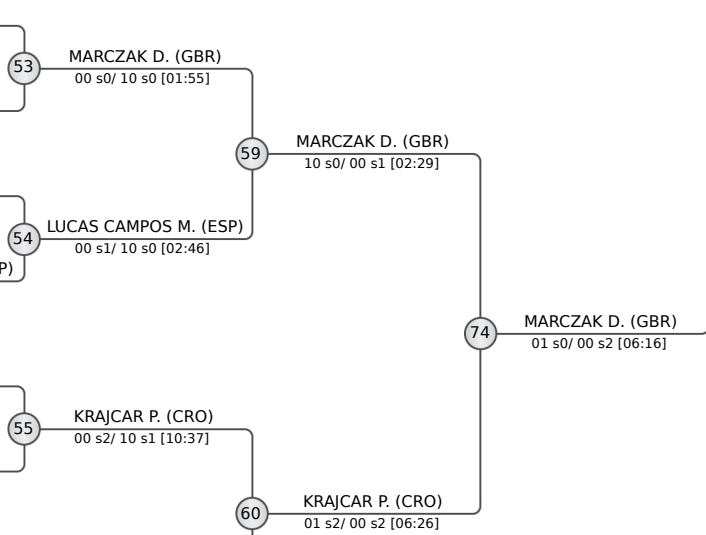 MARCZAK D. (GBR)
53
00 s0/ 10 s0 [01:55]
MARCZAK D. (GBR)
59
10 s0/ 00 s1 [02:29]
LUCAS CAMPOS M. (ESP)
54
00 s1/ 10 s0 [02:46]
P)
MARCZAK D. (GBR)
74
01 s0/ 00 s2 [06:16]
KRAJCAR P. (CRO)
55
00 s2/ 10 s1 [10:37]
KRAJCAR P. (CRO)
60
01 s2/ 00 s2 [06:26]